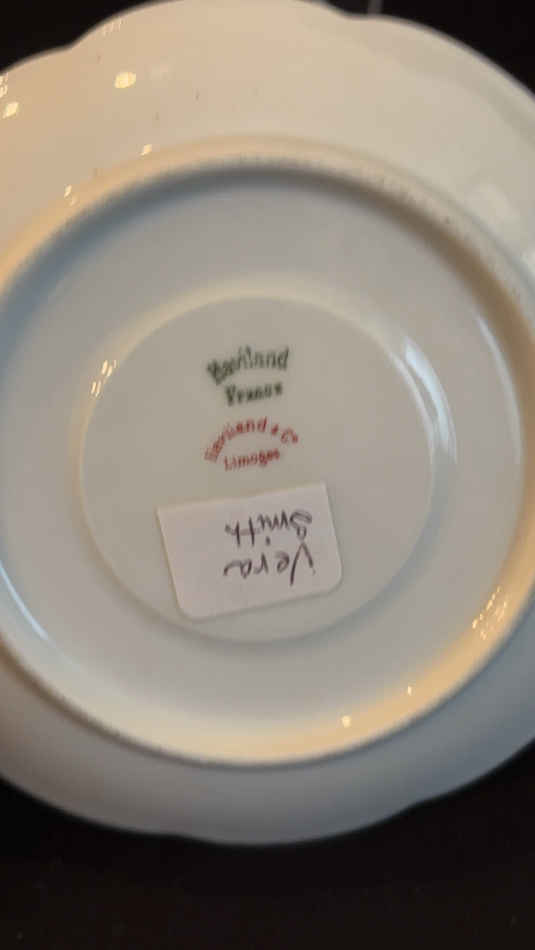 Haviland
France
Haviland & Co
Limoges
Vera
Smith